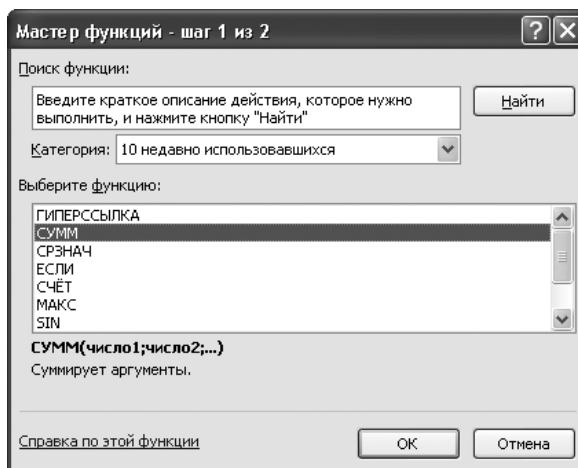 Мастер функций - шаг 1 из 2
Поиск функции:
Введите краткое описание действия, которое нужно
выполнить, и нажмите кнопку "Найти"
Найти
Категория: 10 недавно использовавшихся
Выберите функцию:
ГИПЕРССЫЛКА
СУММ
СРЗНАЧ
ЕСЛИ
СЧЁТ
МАКС
SIN
СУММ(число1;число2;...)
Суммирует аргументы.
Справка по этой функции
ОК
Отмена